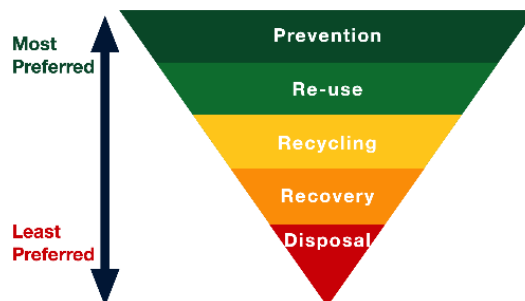 Prevention
Most
Preferred
Re-use
Recycling
Recovery
Least
Preferred
Disposal